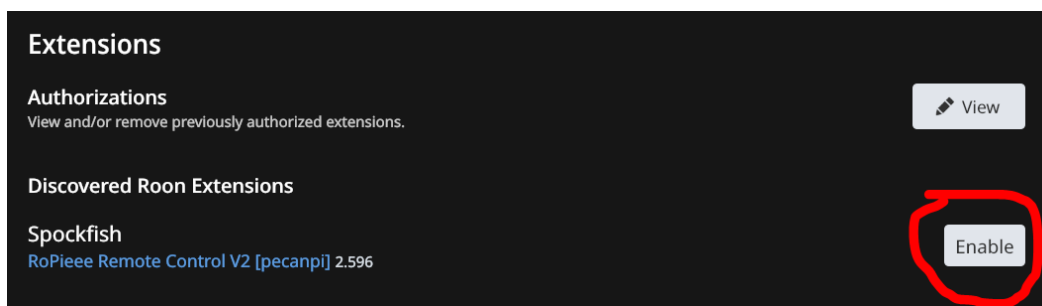 Extensions
Authorizations
View and/or remove previously authorized extensions.
View
Discovered Roon Extensions
Spockfish
RoPieee Remote Control V2 [pecanpi] 2.596
Enable